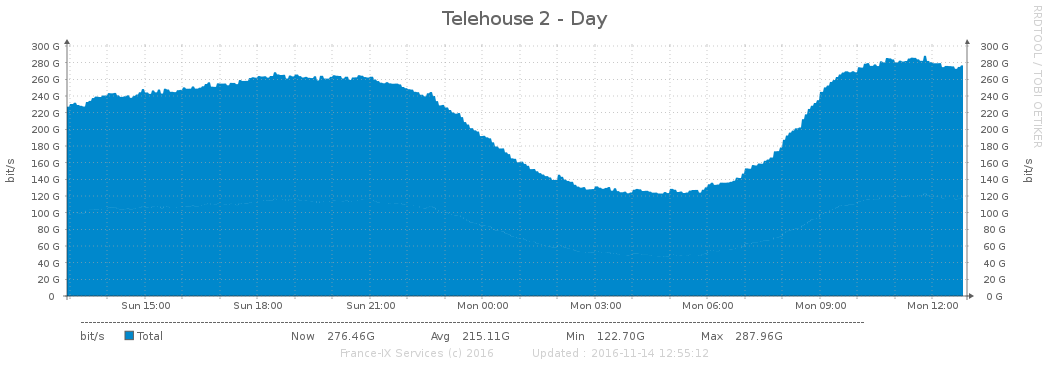 Telehouse 2 - Day
RRDTOOL / TOBI OETIKER
bit/s
bit/s
300 G 300 G
280 G 280 G
260 G 260 G
240 G 240 G
220 G 220 G
200 G 200 G
180 G 180 G
160 G 160 G
140 G 140 G
120 G 120 G
100 G 100 G
80 G 80 G
60 G 60 G
40 G 40 G
20 G 20 G
0 0 G
Sun 15:00 Sun 18:00 Sun 21:00 Mon 00:00 Mon 03:00 Mon 06:00 Mon 09:00 Mon 12:00
bit/s Total Now 276.46G Avg 215.11G Min 122.70G Max 287.96G
France-IX Services (c) 2016 Updated : 2016-11-14 12:55:12